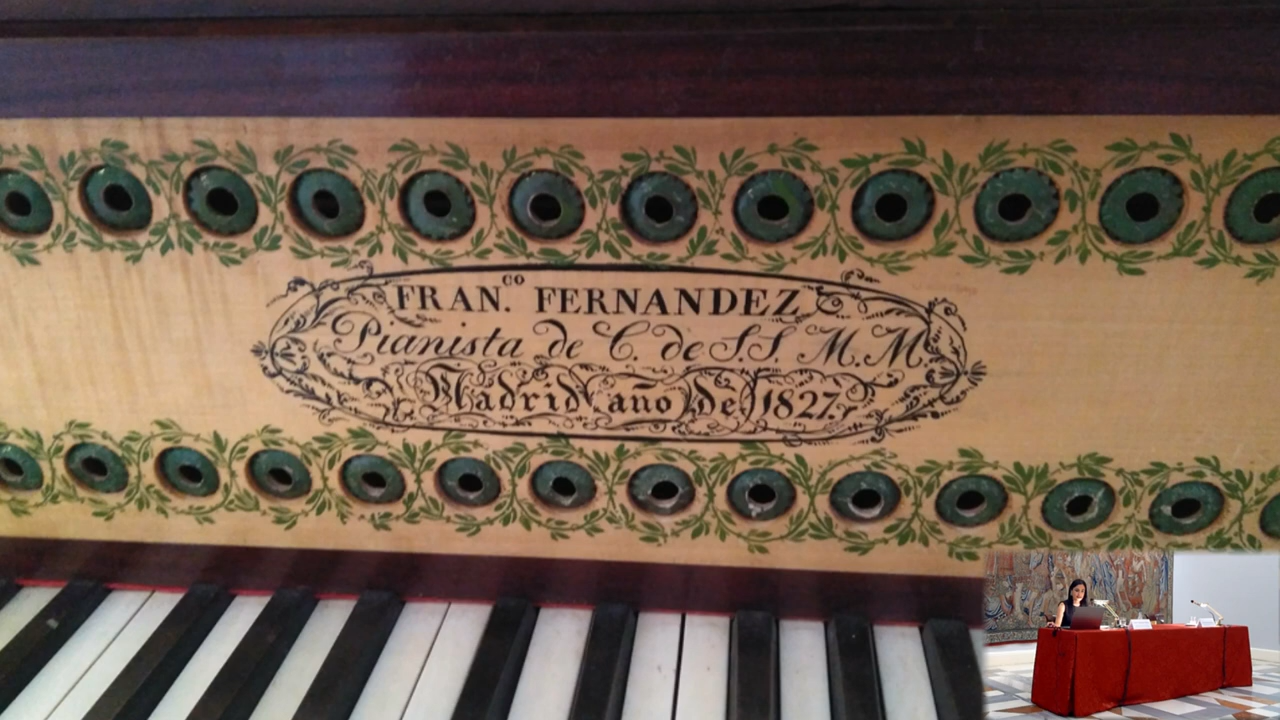 FRAN.CO FERNANDEZ
Pianista de C. de S.S. M.M.
Madrid año de 1827.